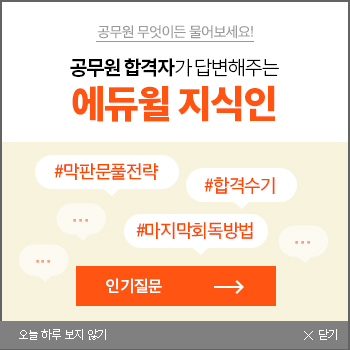 공무원 무엇이든 물어보세요!
공무원 합격자가 답변해주는
에듀윌 지식인
#막판문풀전략
#합격수기
#마지막회독방법
인기질문
오늘 하루 보지 않기
닫기